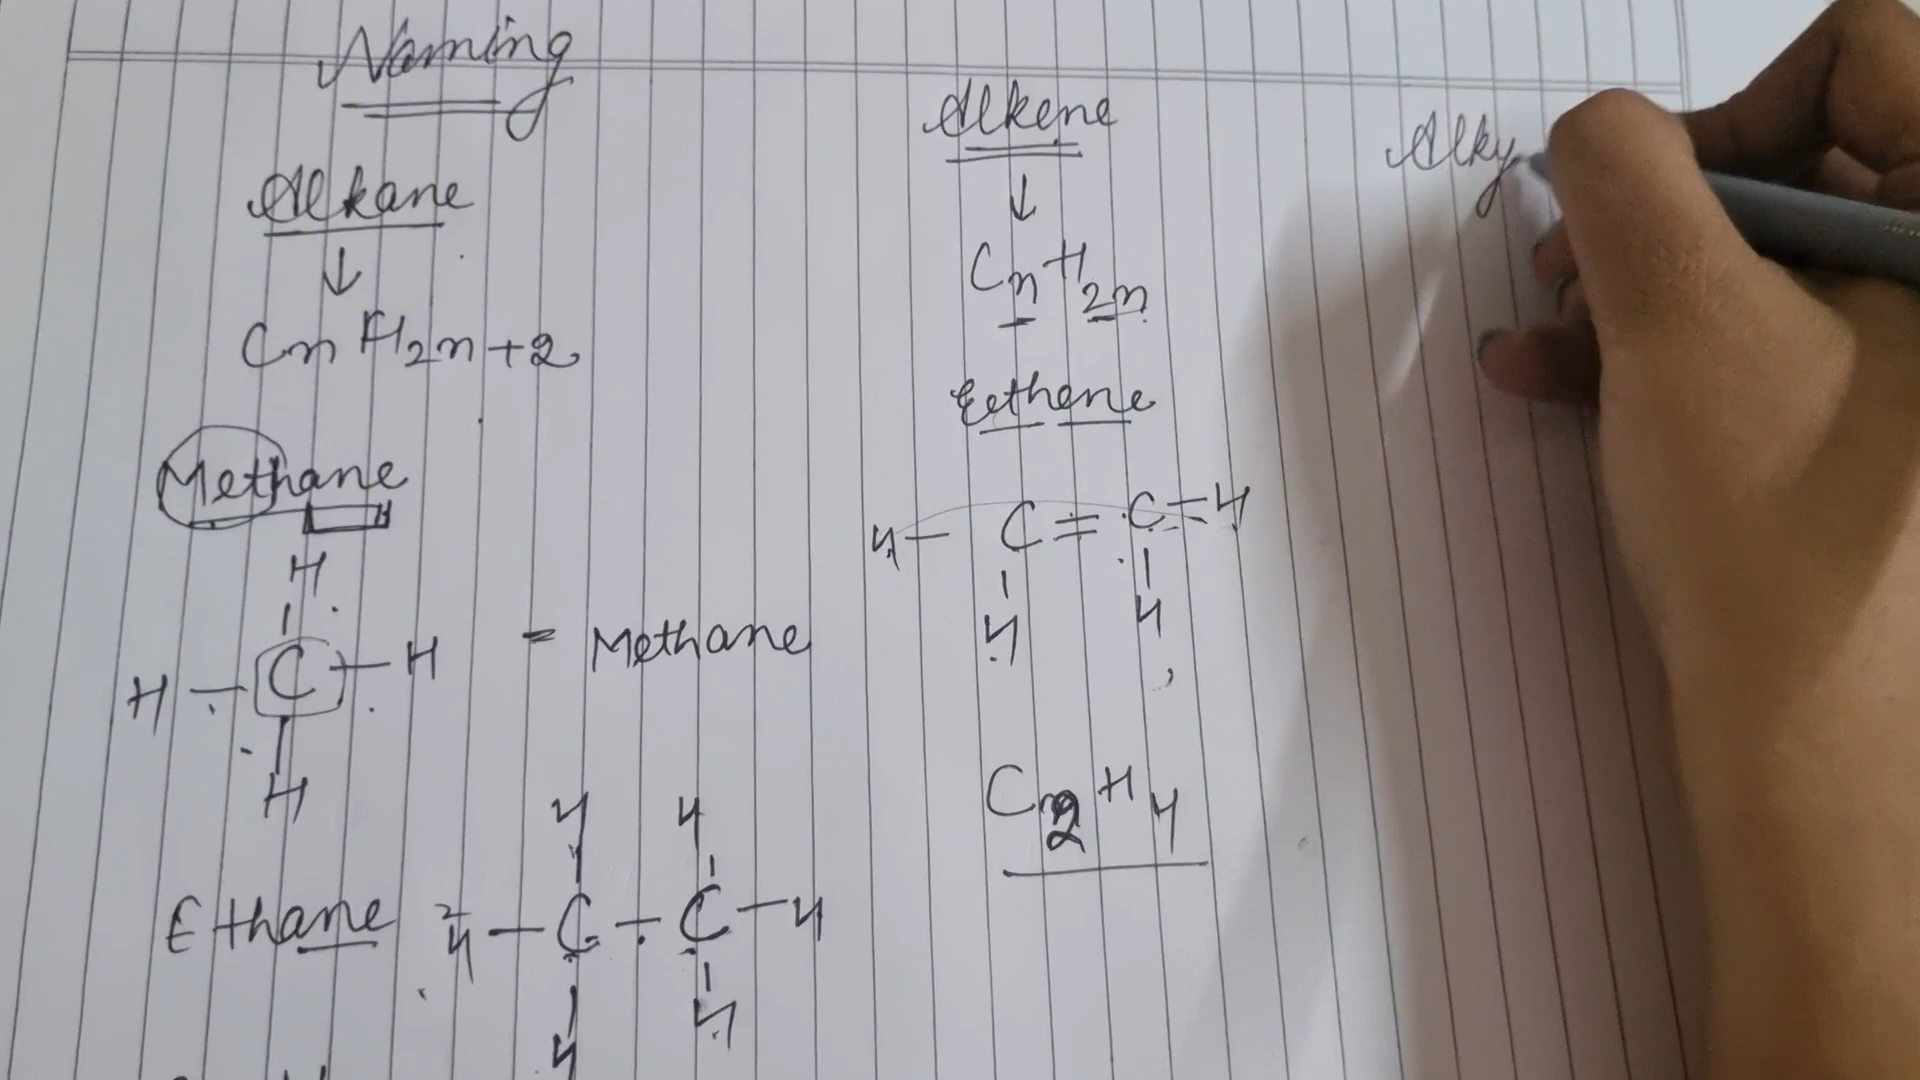 Naming
Alkane
↓
CnH2n+2
Methane
H
H - C - H
H
= Methane
Ethane
H H
H - C - C - H
H H
Alkene
↓
CnH2n
Ethene
H - C = C = H
H H
C2H4
Alky